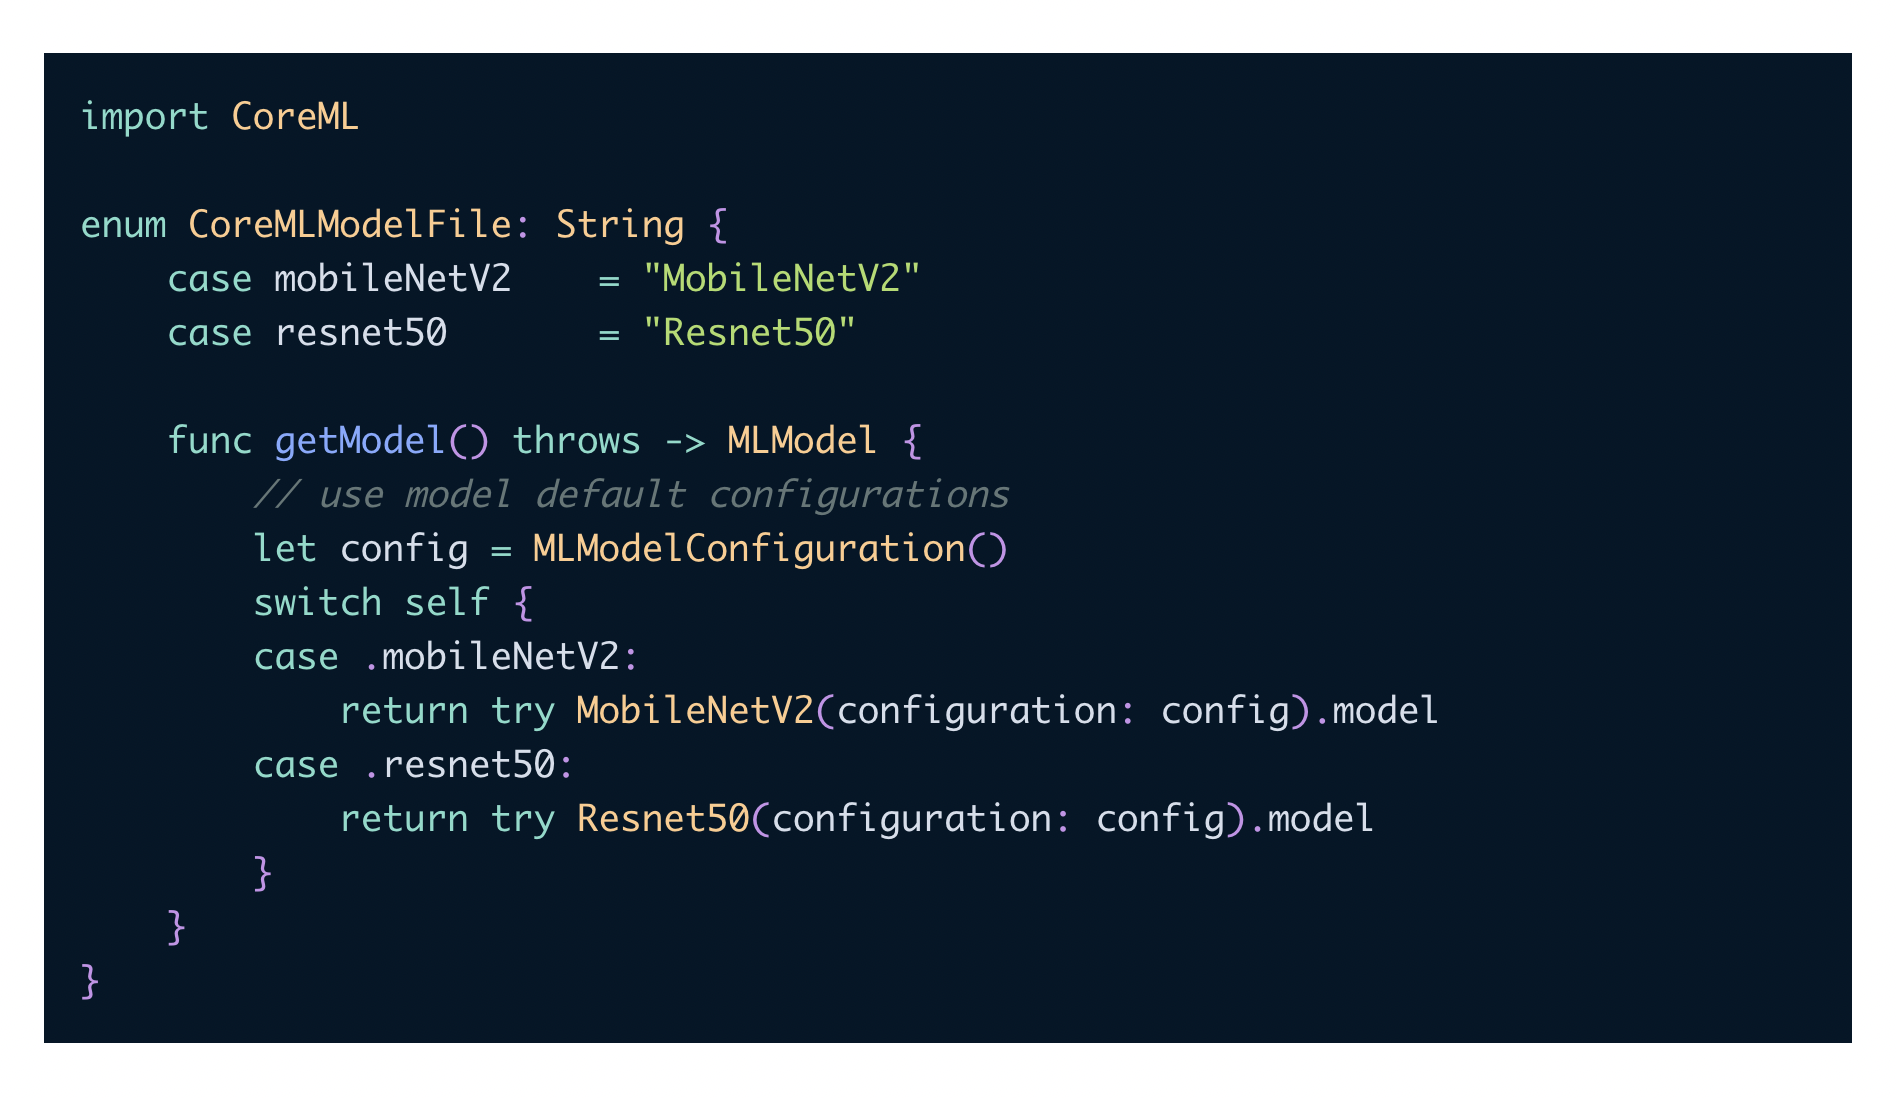 import CoreML

enum CoreMLModelFile: String {
    case mobileNetV2    = "MobileNetV2"
    case resnet50       = "Resnet50"

    func getModel() throws -> MLModel {
        // use model default configurations
        let config = MLModelConfiguration()
        switch self {
        case .mobileNetV2:
            return try MobileNetV2(configuration: config).model
        case .resnet50:
            return try Resnet50(configuration: config).model
        }
    }
}